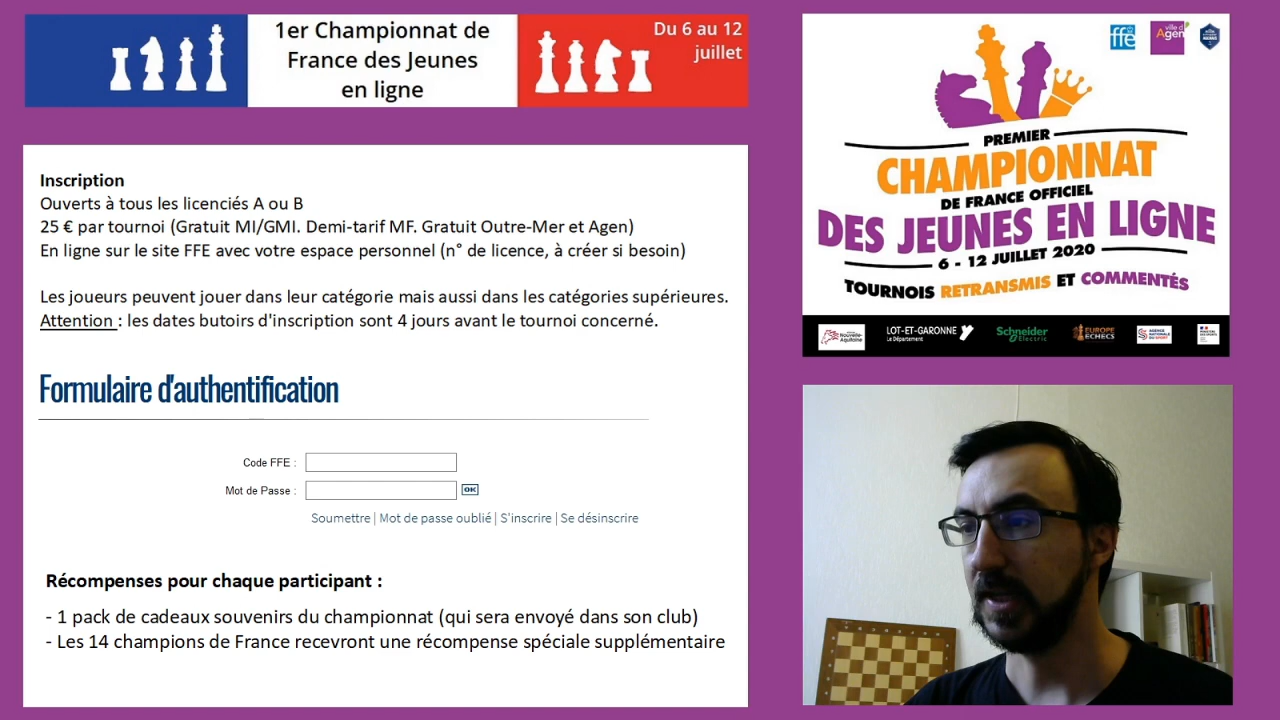 1er Championnat de
France des Jeunes
en ligne
Du 6 au 12
juillet
Inscription
Ouverts à tous les licenciés A ou B
25 € par tournoi (Gratuit MI/GMI. Demi-tarif MF. Gratuit Outre-Mer et Agen)
En ligne sur le site FFE avec votre espace personnel (n° de licence, à créer si besoin)
Les joueurs peuvent jouer dans leur catégorie mais aussi dans les catégories supérieures.
Attention : les dates butoirs d'inscription sont 4 jours avant le tournoi concerné.
Formulaire d'authentification
Code FFE :
Mot de Passe :
OK
Soumettre | Mot de passe oublié | S'inscrire | Se désinscrire
Récompenses pour chaque participant :
- 1 pack de cadeaux souvenirs du championnat (qui sera envoyé dans son club)
- Les 14 champions de France recevront une récompense spéciale supplémentaire
ffe
ville d'
Agen
PREMIER
CHAMPIONNAT
DE FRANCE OFFICIEL
DES JEUNES EN LIGNE
6 - 12 JUILLET 2020
TOURNOIS RETRANSMIS ET COMMENTÉS
Nouvelle-
Aquitaine
LOT-ET-GARONNE
Le Département
Schneider
Electric
EUROPE
ECHECS
AGENCE
NATIONALE
DU SPORT